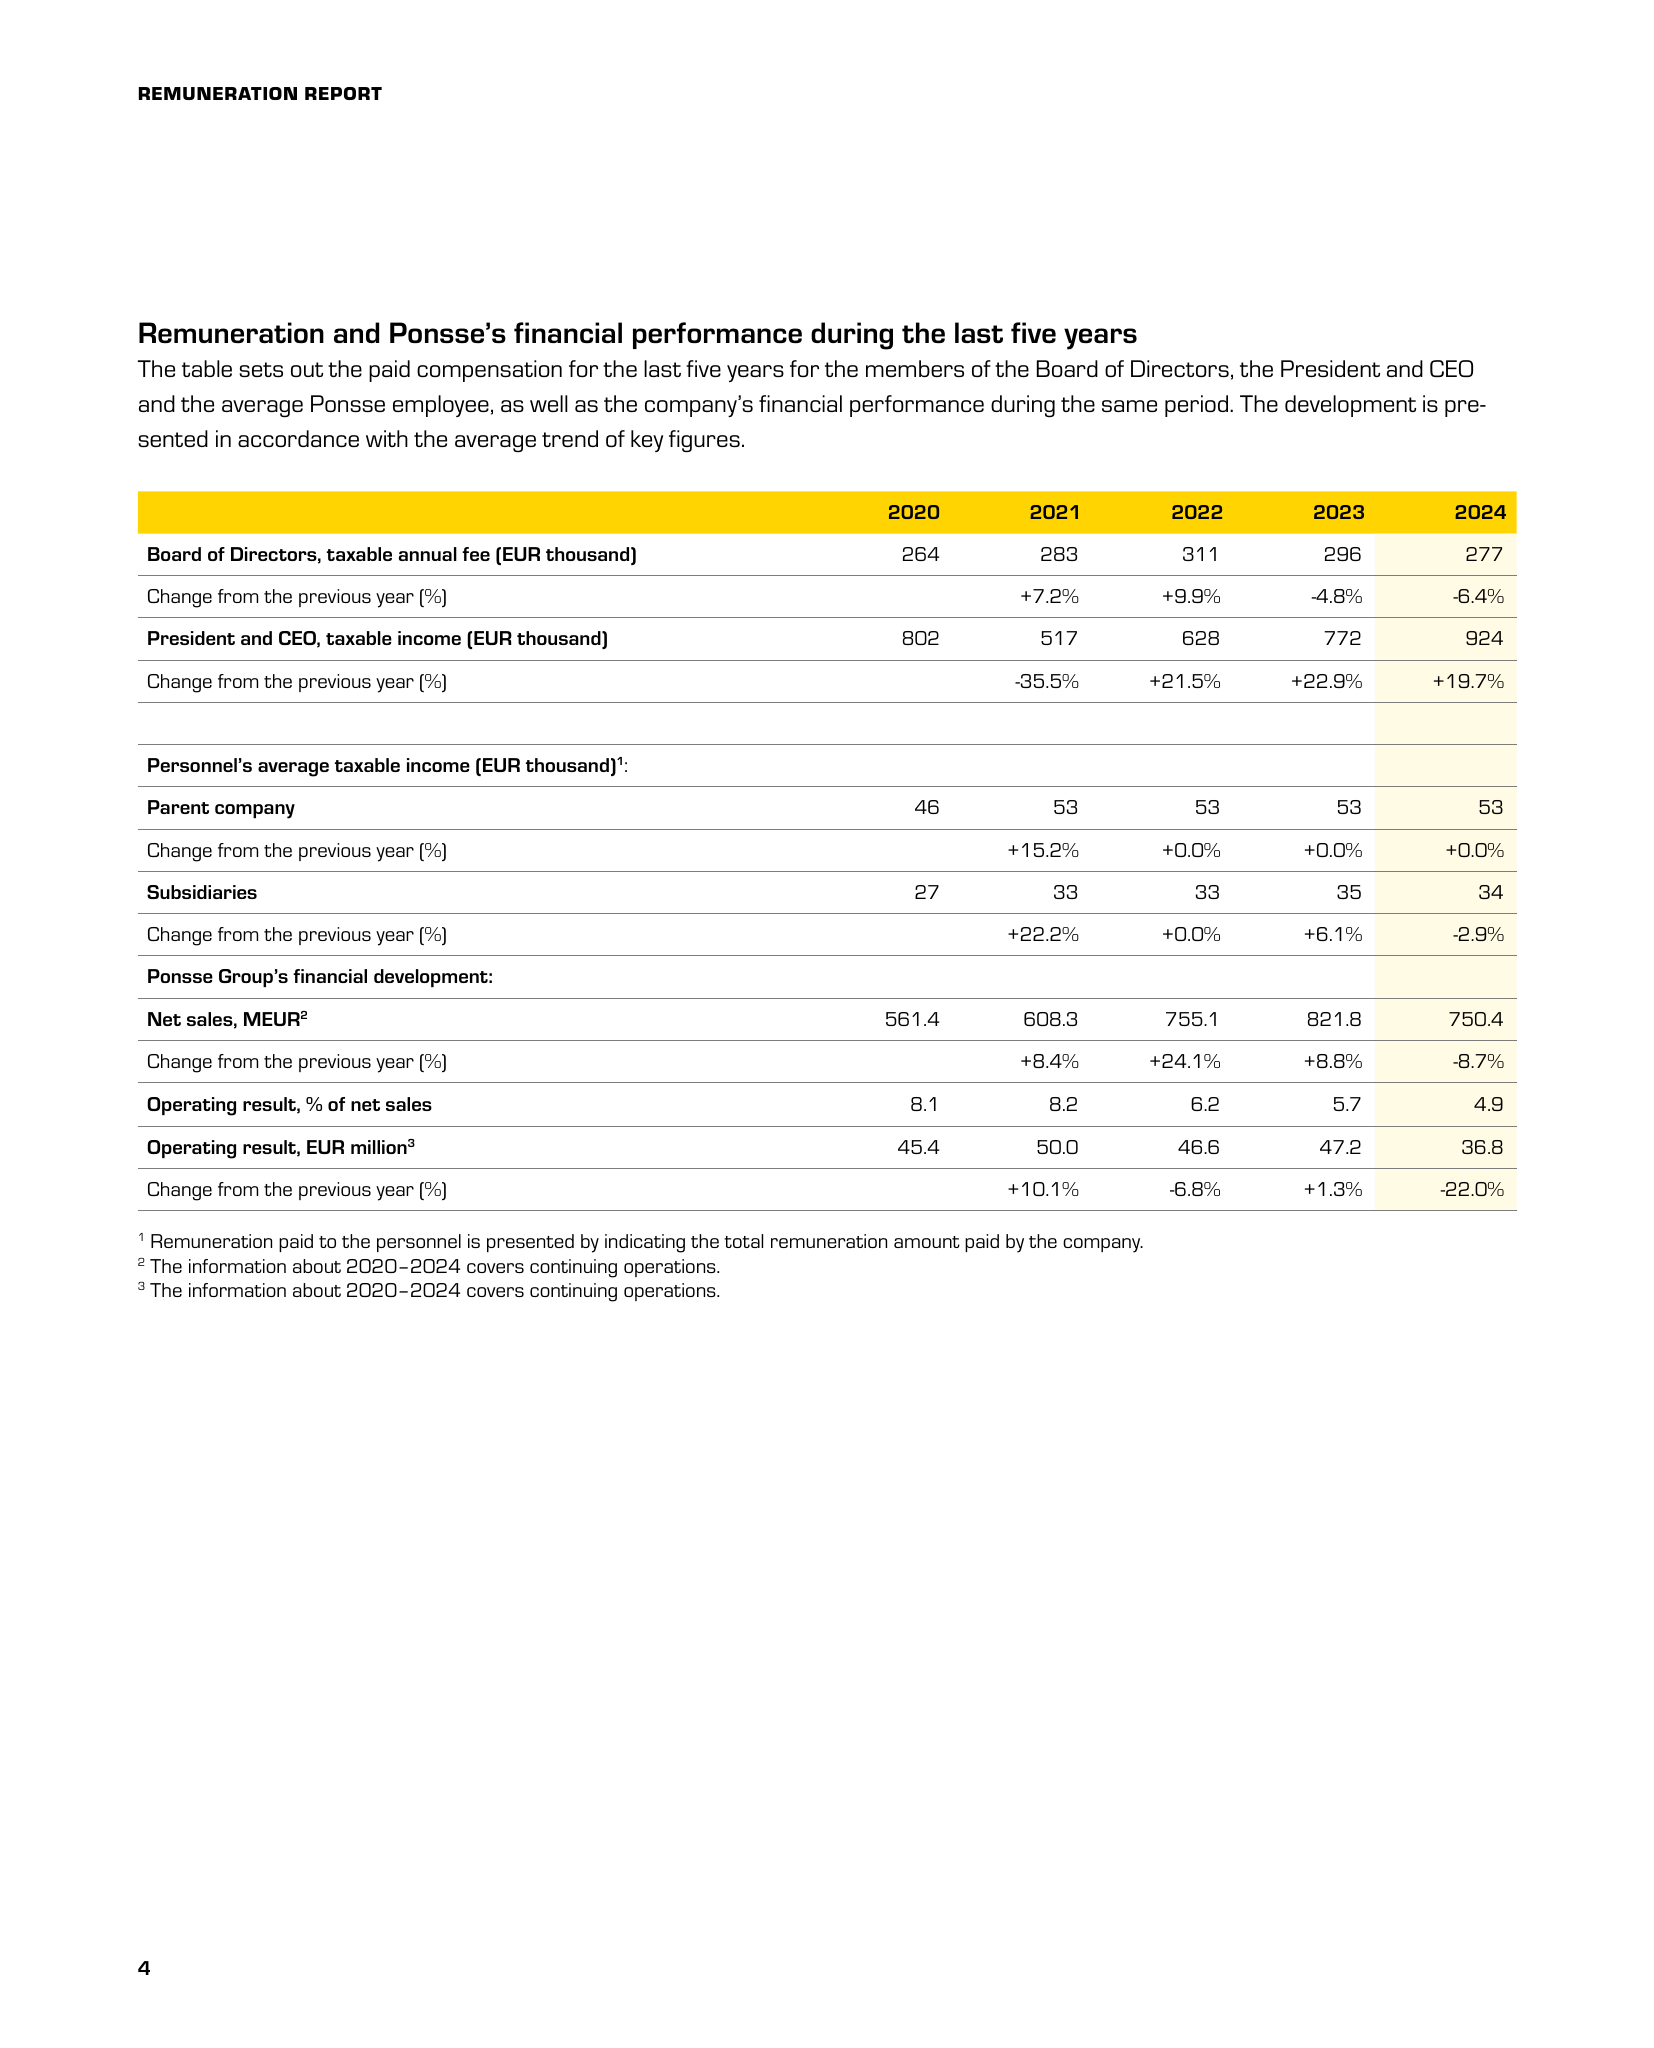 REMUNERATION REPORT
Remuneration and Ponsse’s financial performance during the last five years
The table sets out the paid compensation for the last five years for the members of the Board of Directors, the President and CEO
and the average Ponsse employee, as well as the company’s financial performance during the same period. The development is pre-
sented in accordance with the average trend of key figures.
2020 2021 2022 2023 2024
Board of Directors, taxable annual fee (EUR thousand) 264 283 311 296 277
Change from the previous year (%) +7.2% +9.9% -4.8% -6.4%
President and CEO, taxable income (EUR thousand) 802 517 628 772 924
Change from the previous year (%) -35.5% +21.5% +22.9% +19.7%
Personnel’s average taxable income (EUR thousand)¹:
Parent company 46 53 53 53 53
Change from the previous year (%) +15.2% +0.0% +0.0% +0.0%
Subsidiaries 27 33 33 35 34
Change from the previous year (%) +22.2% +0.0% +6.1% -2.9%
Ponsse Group’s financial development:
Net sales, MEUR² 561.4 608.3 755.1 821.8 750.4
Change from the previous year (%) +8.4% +24.1% +8.8% -8.7%
Operating result, % of net sales 8.1 8.2 6.2 5.7 4.9
Operating result, EUR million³ 45.4 50.0 46.6 47.2 36.8
Change from the previous year (%) +10.1% -6.8% +1.3% -22.0%
¹ Remuneration paid to the personnel is presented by indicating the total remuneration amount paid by the company.
² The information about 2020–2024 covers continuing operations.
³ The information about 2020–2024 covers continuing operations.
4